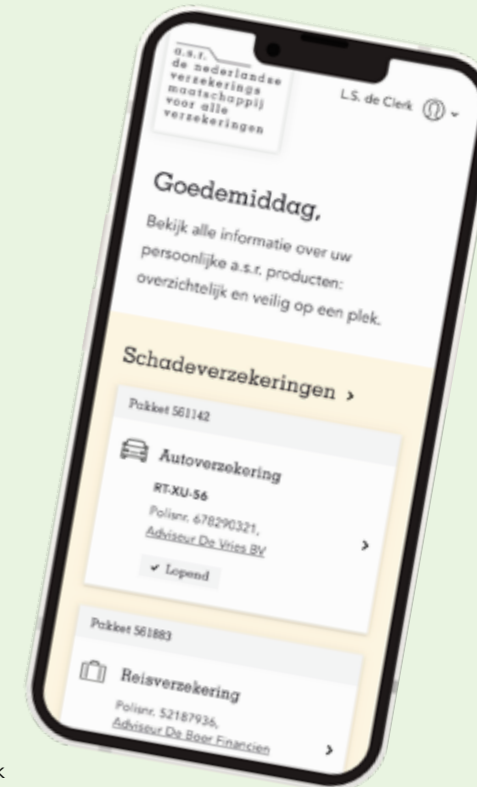 a.s.r.
de nederlandse
verzekerings
maatschappij
voor alle
verzekeringen
L.S. de Clerk
Goedemiddag,
Bekijk alle informatie over uw
persoonlijke a.s.r. producten:
overzichtelijk en veilig op een plek.
Schadeverzekeringen
Pakket 561142
Autoverzekering
RT-XU-56
Polisnr. 678290321,
Adviseur De Vries BV
Lopend
Pakket 561883
Reisverzekering
Polisnr. 52187936,
Adviseur De Boer Financien
k